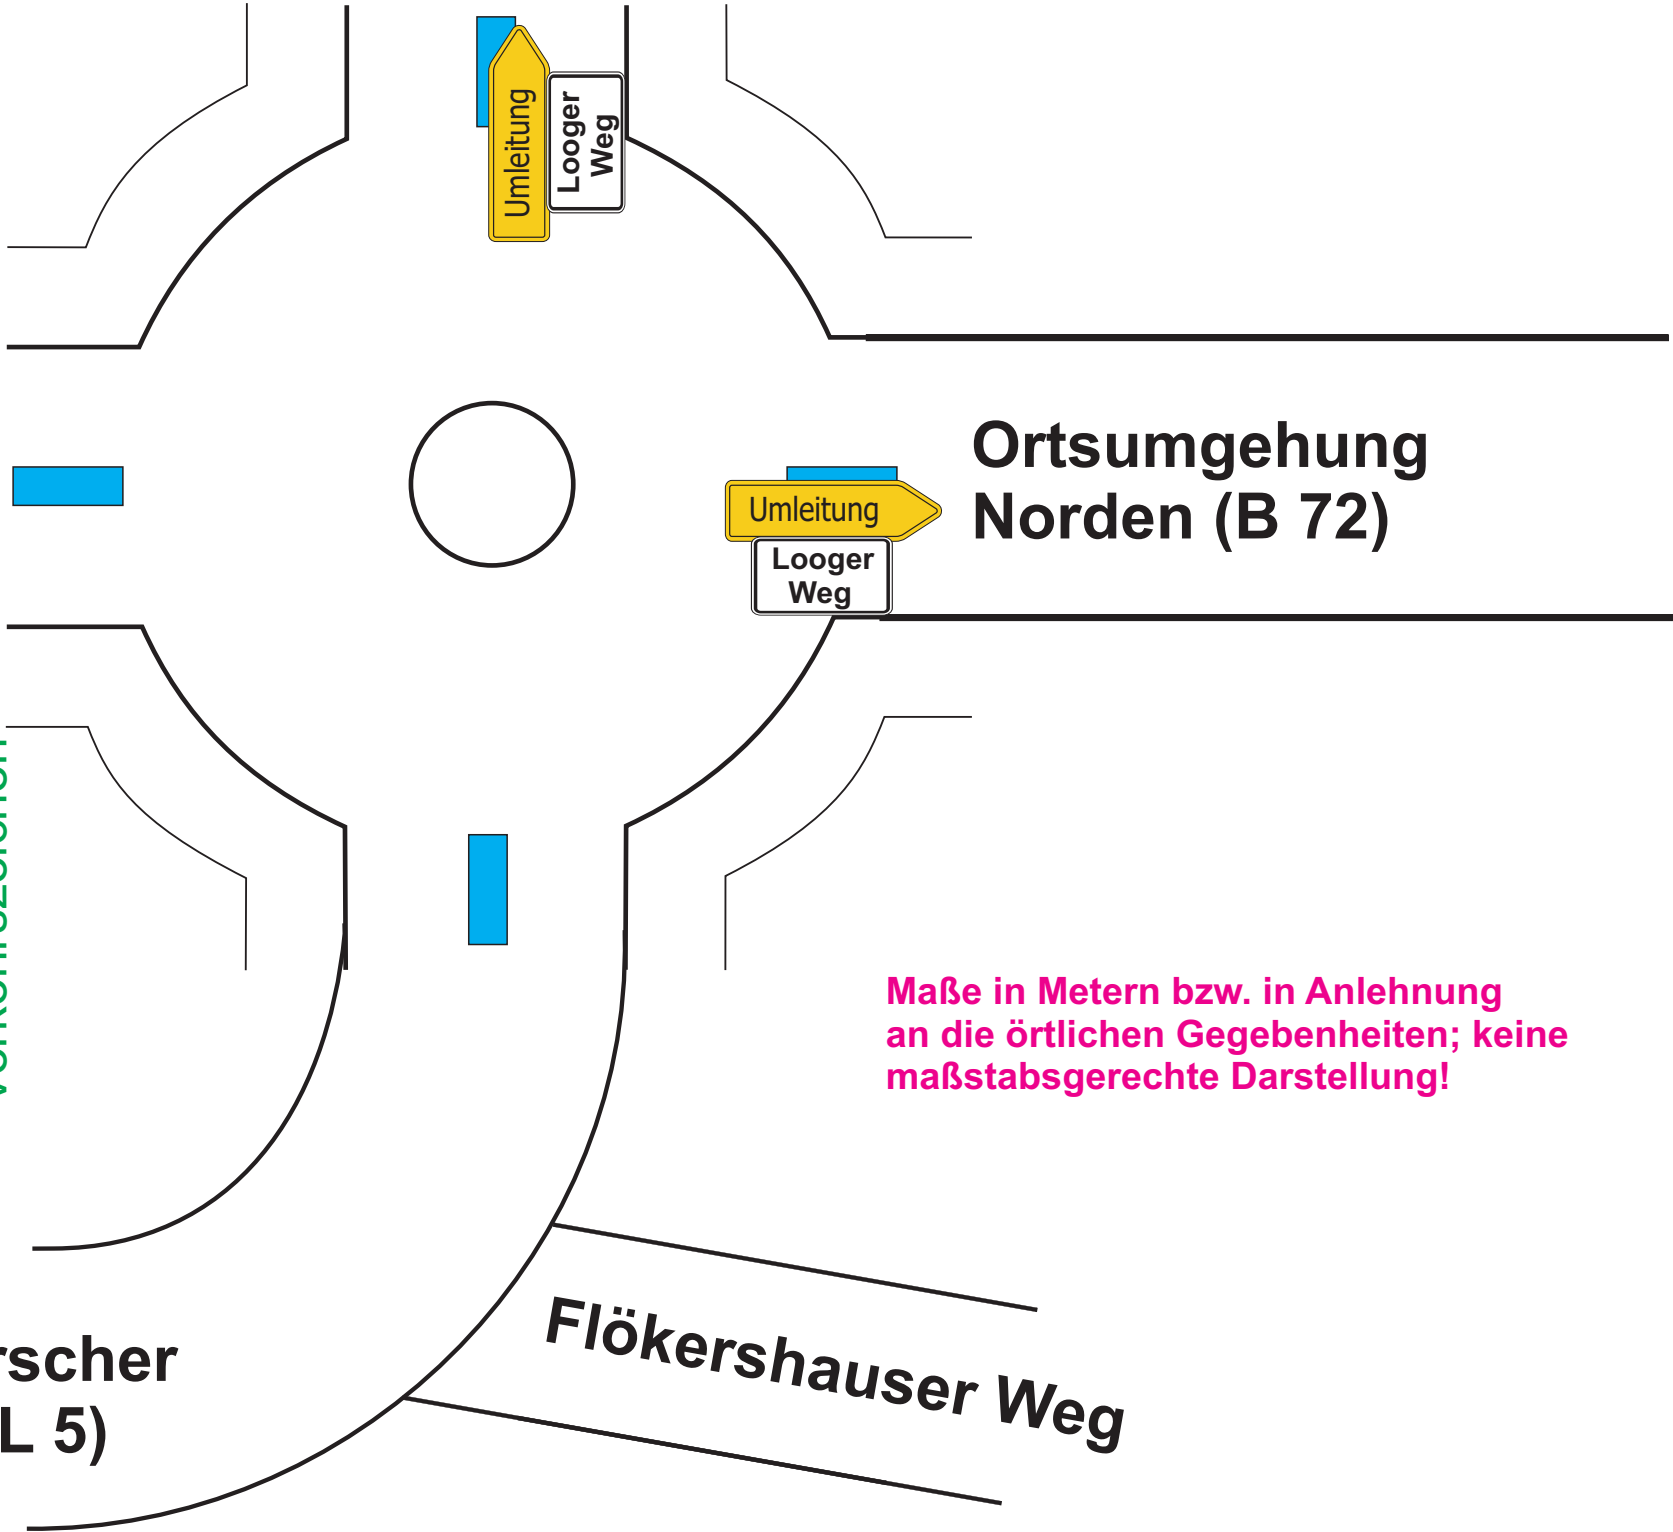 Umleitung
Looger
Weg
Ortsumgehung
Norden (B 72)
Umleitung
Looger
Weg
Maße in Metern bzw. in Anlehnung
an die örtlichen Gegebenheiten; keine
maßstabsgerechte Darstellung!
Flökershauser Weg
rscher
L 5)